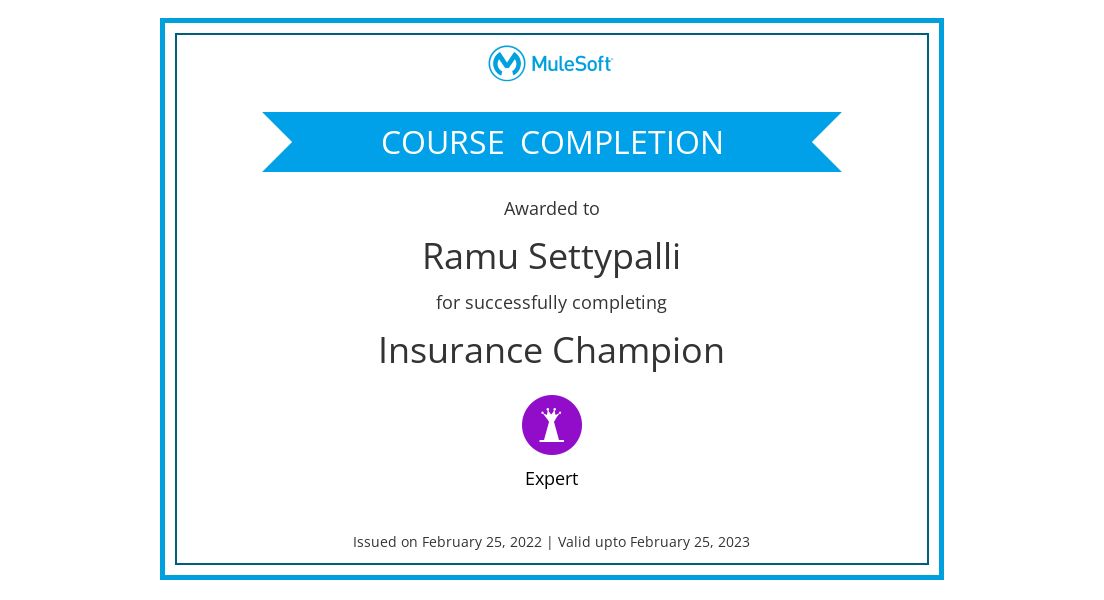 MuleSoft
COURSE COMPLETION
Awarded to
Ramu Settypalli
for successfully completing
Insurance Champion
Expert
Issued on February 25, 2022 | Valid upto February 25, 2023